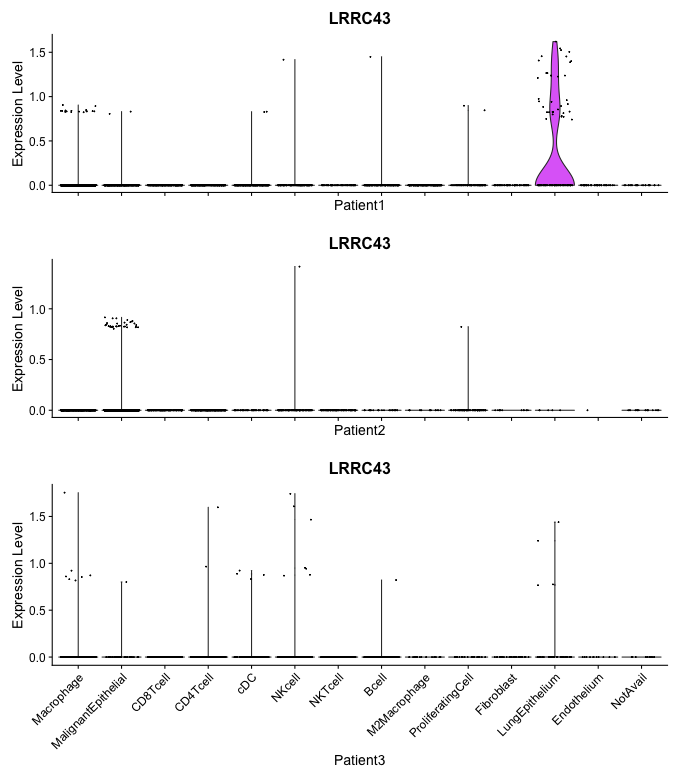 LRRC43
Expression Level
1.5
1.0
0.5
0.0
Patient1
LRRC43
Expression Level
1.0
0.5
0.0
Patient2
LRRC43
Expression Level
1.5
1.0
0.5
0.0
Macrophage
MalignantEpithelial
CD8Tcell
CD4Tcell
cDC
NKcell
NKTcell
Bcell
M2Macrophage
ProliferatingCell
Fibroblast
LungEpithelium
Endothelium
NotAvail
Patient3